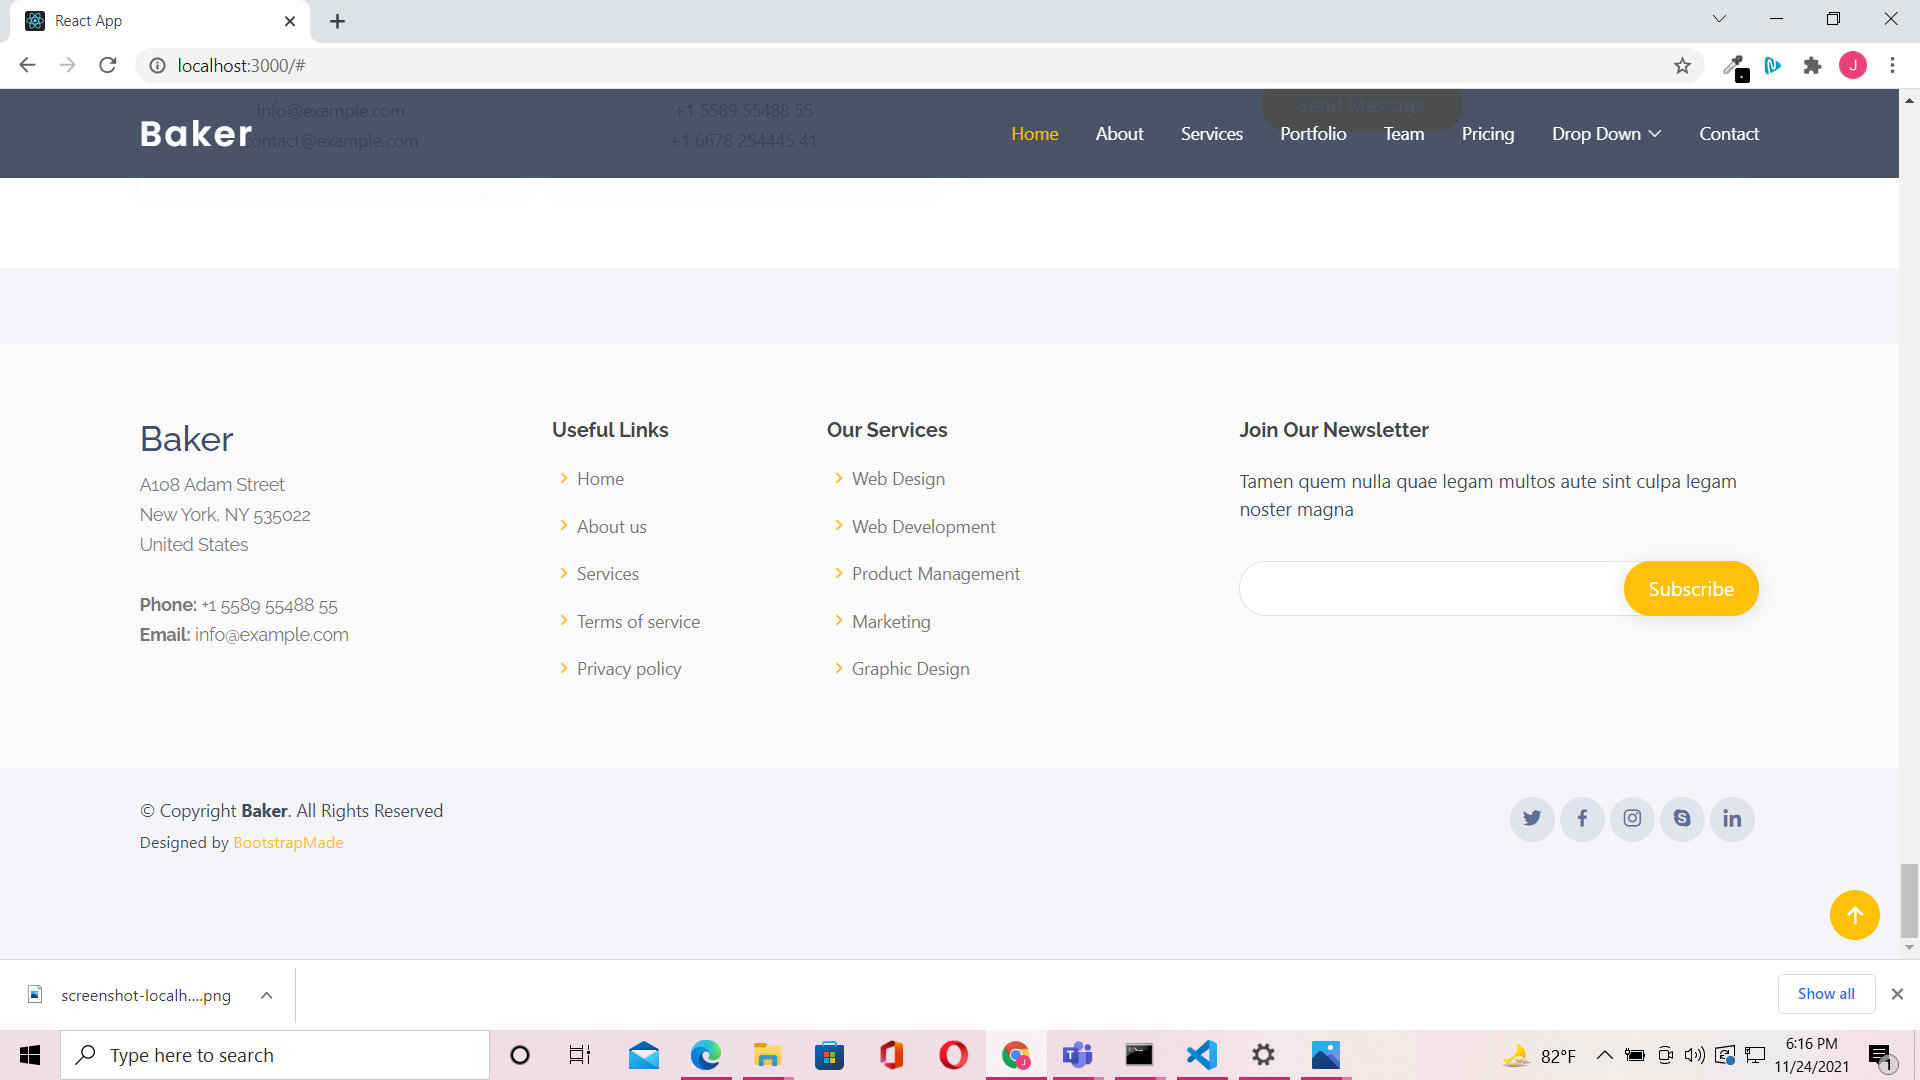 React App
localhost:3000/#
J
info@example.com
+1 5589 55488 55
Send Message
Baker
ontact@example.com
+1 6678 254445 41
Home
About
Services
Portfolio
Team
Pricing
Drop Down
Contact
Baker
A108 Adam Street
New York, NY 535022
United States
Phone: +1 5589 55488 55
Email: info@example.com
Useful Links
Home
About us
Services
Terms of service
Privacy policy
Our Services
Web Design
Web Development
Product Management
Marketing
Graphic Design
Join Our Newsletter
Tamen quem nulla quae legam multos aute sint culpa legam
noster magna
Subscribe
© Copyright Baker. All Rights Reserved
Designed by BootstrapMade
screenshot-localh....png
Show all
Type here to search
J
82°F
6:16 PM
11/24/2021
1